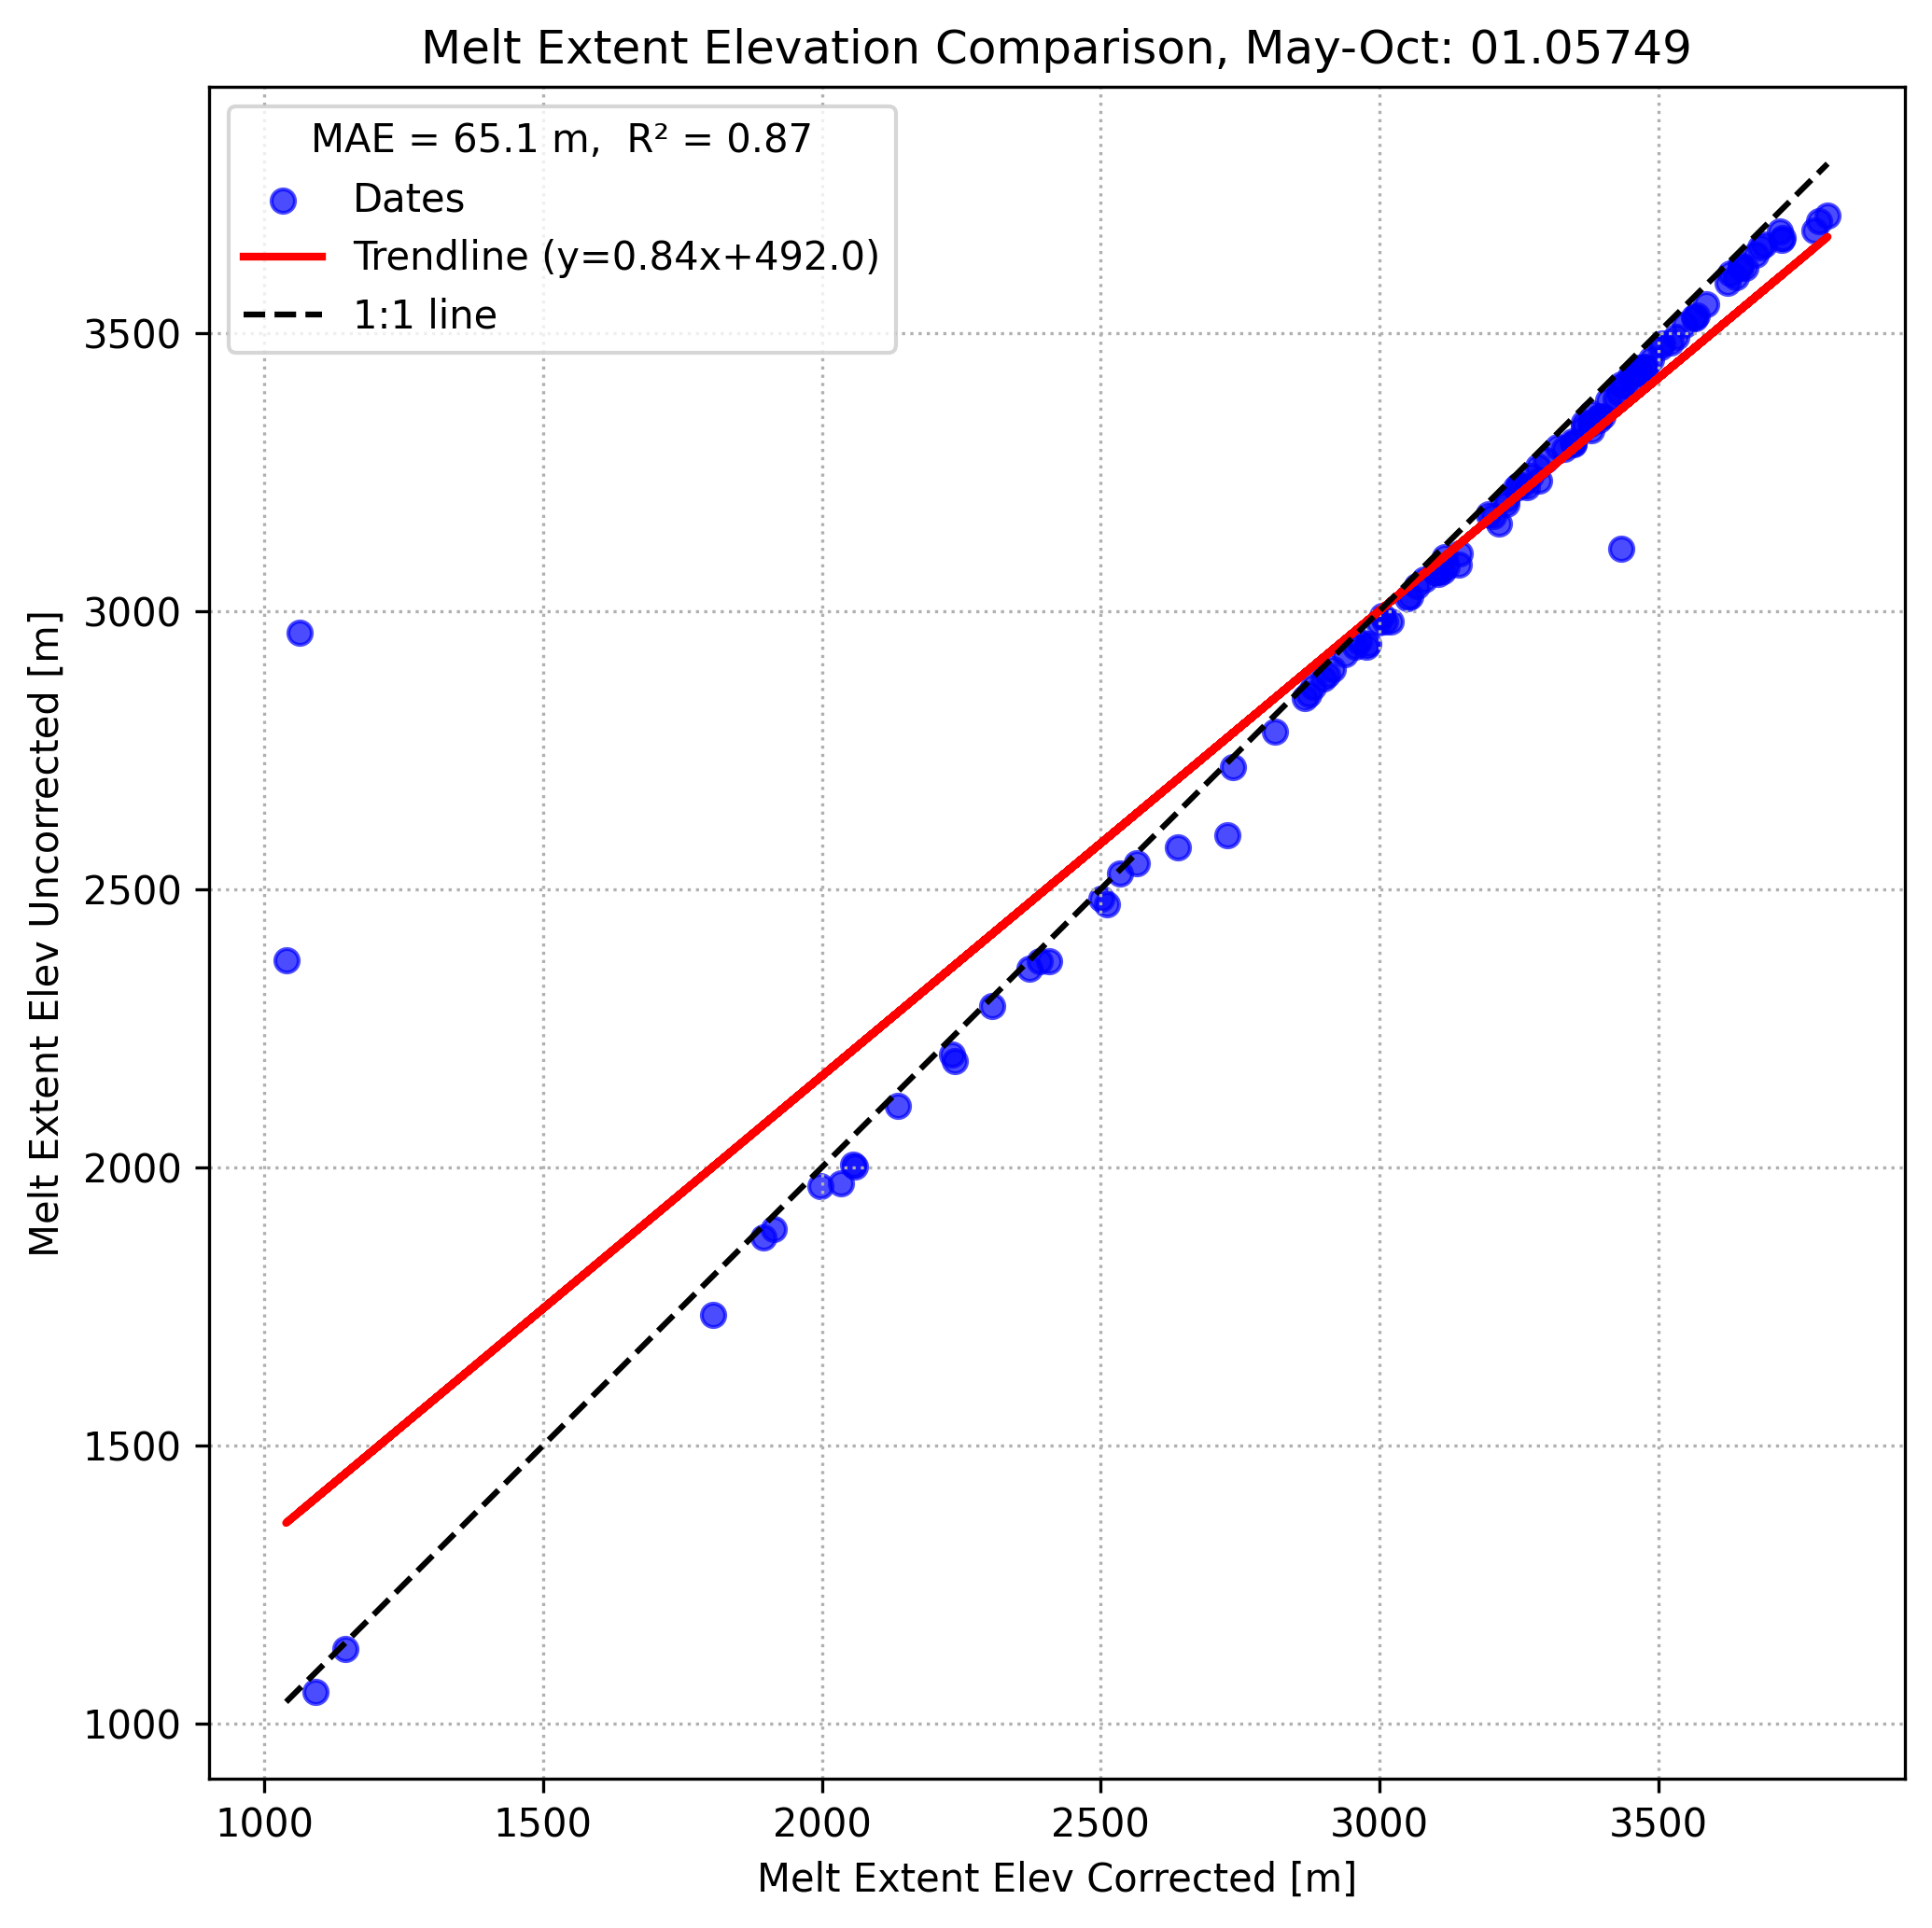 Melt Extent Elevation Comparison, May-Oct: 01.05749
MAE = 65.1 m,  R² = 0.87
Dates
Trendline (y=0.84x+492.0)
1:1 line
Melt Extent Elev Uncorrected [m]
3500
3000
2500
2000
1500
1000
1000 1500 2000 2500 3000 3500
Melt Extent Elev Corrected [m]